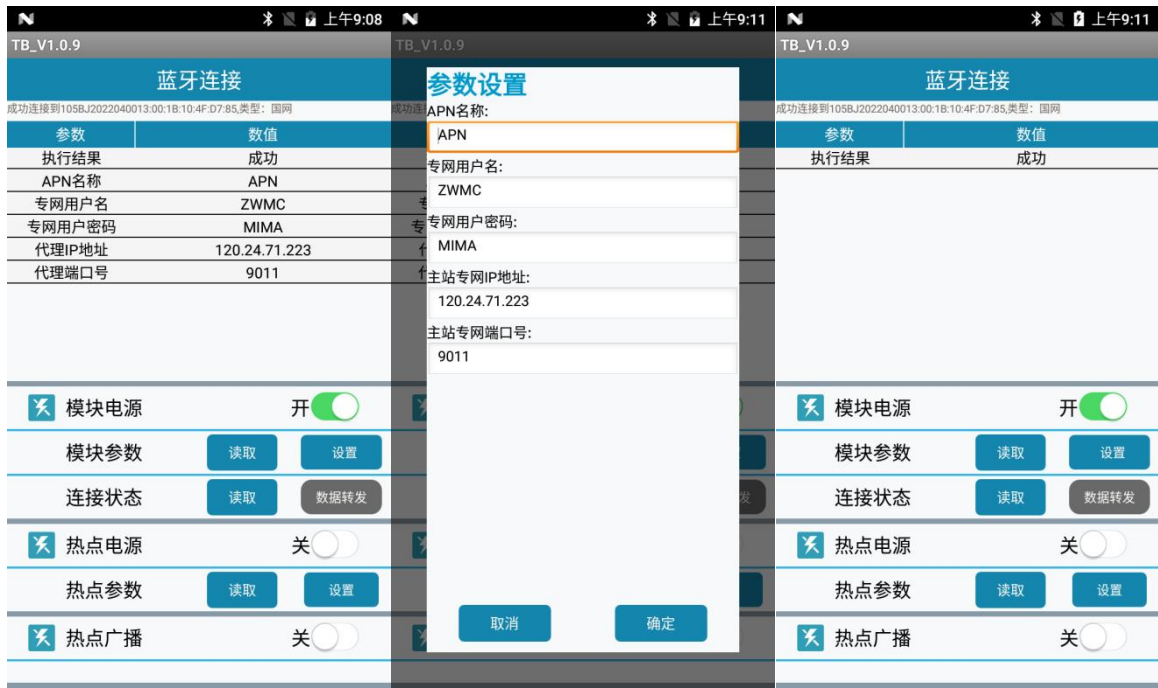 上午9:08
TB_V1.0.9
蓝牙连接
成功连接到105BJ2022040013:00:1B:10:4F:D7:85,类型：国网
参数 数值
执行结果 成功
APN名称 APN
专网用户名 ZWMC
专网用户密码 MIMA
代理IP地址 120.24.71.223
代理端口号 9011
模块电源 开
模块参数 读取 设置
连接状态 读取 数据转发
热点电源 关
热点参数 读取 设置
热点广播 关
上午9:11
TB_V1.0.9
参数设置
APN名称:
APN
专网用户名:
ZWMC
专网用户密码:
MIMA
主站专网IP地址:
120.24.71.223
主站专网端口号:
9011
取消 确定
上午9:11
TB_V1.0.9
蓝牙连接
成功连接到105BJ2022040013:00:1B:10:4F:D7:85,类型：国网
参数 数值
执行结果 成功
模块电源 开
模块参数 读取 设置
连接状态 读取 数据转发
热点电源 关
热点参数 读取 设置
热点广播 关